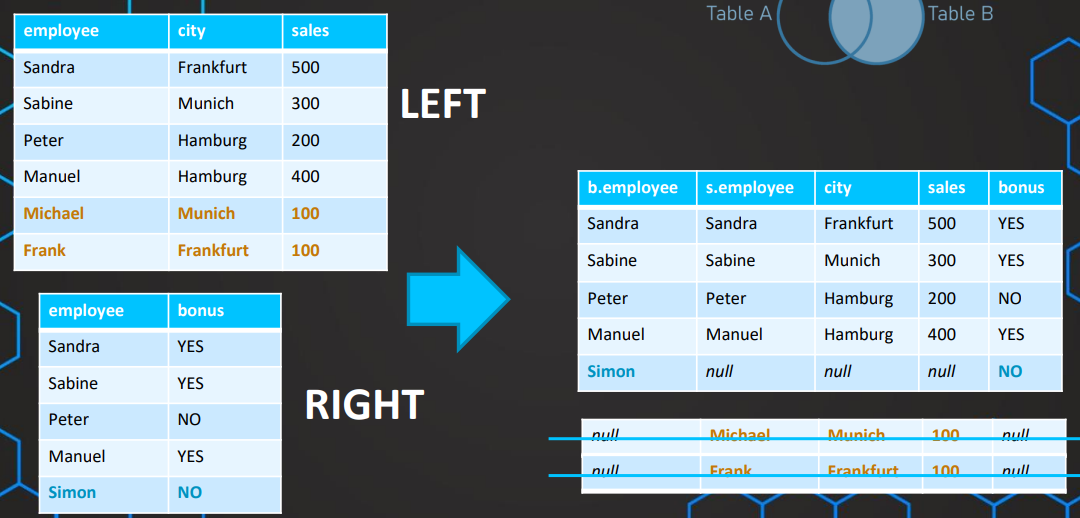 Table A Table B
employee city sales
Sandra Frankfurt 500
Sabine Munich 300
Peter Hamburg 200
Manuel Hamburg 400
Michael Munich 100
Frank Frankfurt 100
LEFT
employee bonus
Sandra YES
Sabine YES
Peter NO
Manuel YES
Simon NO
RIGHT
b.employee s.employee city sales bonus
Sandra Sandra Frankfurt 500 YES
Sabine Sabine Munich 300 YES
Peter Peter Hamburg 200 NO
Manuel Manuel Hamburg 400 YES
Simon null null null NO
null Michael Munich 100 null
null Frank Frankfurt 100 null